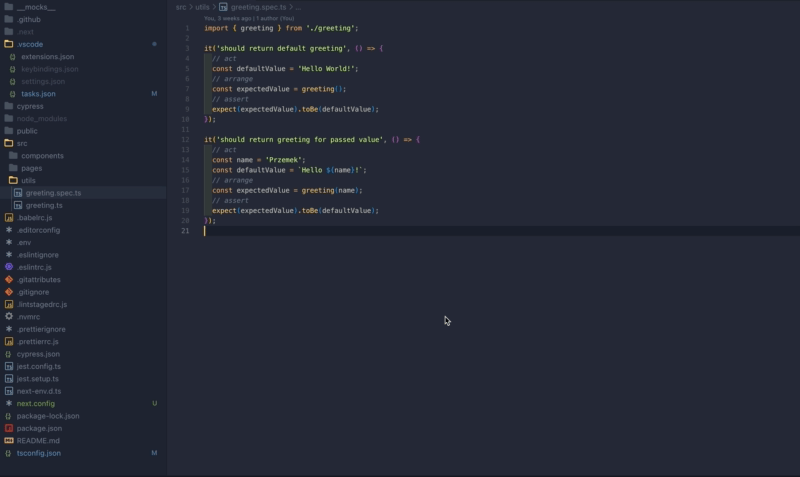 __mocks__
.github
.next
.vscode
extensions.json
keybindings.json
settings.json
tasks.json M
cypress
node_modules
public
src
components
pages
utils
greeting.spec.ts
greeting.ts
.babelrc.js
.editorconfig
.env
.eslintignore
.eslintrc.js
.gitattributes
.gitignore
.lintstagedrc.js
.nvmrc
.prettierignore
.prettierrc.js
cypress.json
jest.config.ts
jest.setup.ts
next-env.d.ts
next.config U
package-lock.json
package.json
README.md
tsconfig.json M
src > utils > TS greeting.spec.ts > ...
You, 3 weeks ago | 1 author (You)
1 import { greeting } from './greeting';
2
3 it('should return default greeting', () => {
4 // act
5 const defaultValue = 'Hello World!';
6 // arrange
7 const expectedValue = greeting();
8 // assert
9 expect(expectedValue).toBe(defaultValue);
10 });
11
12 it('should return greeting for passed value', () => {
13 // act
14 const name = 'Przemek';
15 const defaultValue = `Hello ${name}!`;
16 // arrange
17 const expectedValue = greeting(name);
18 // assert
19 expect(expectedValue).toBe(defaultValue);
20 });
21